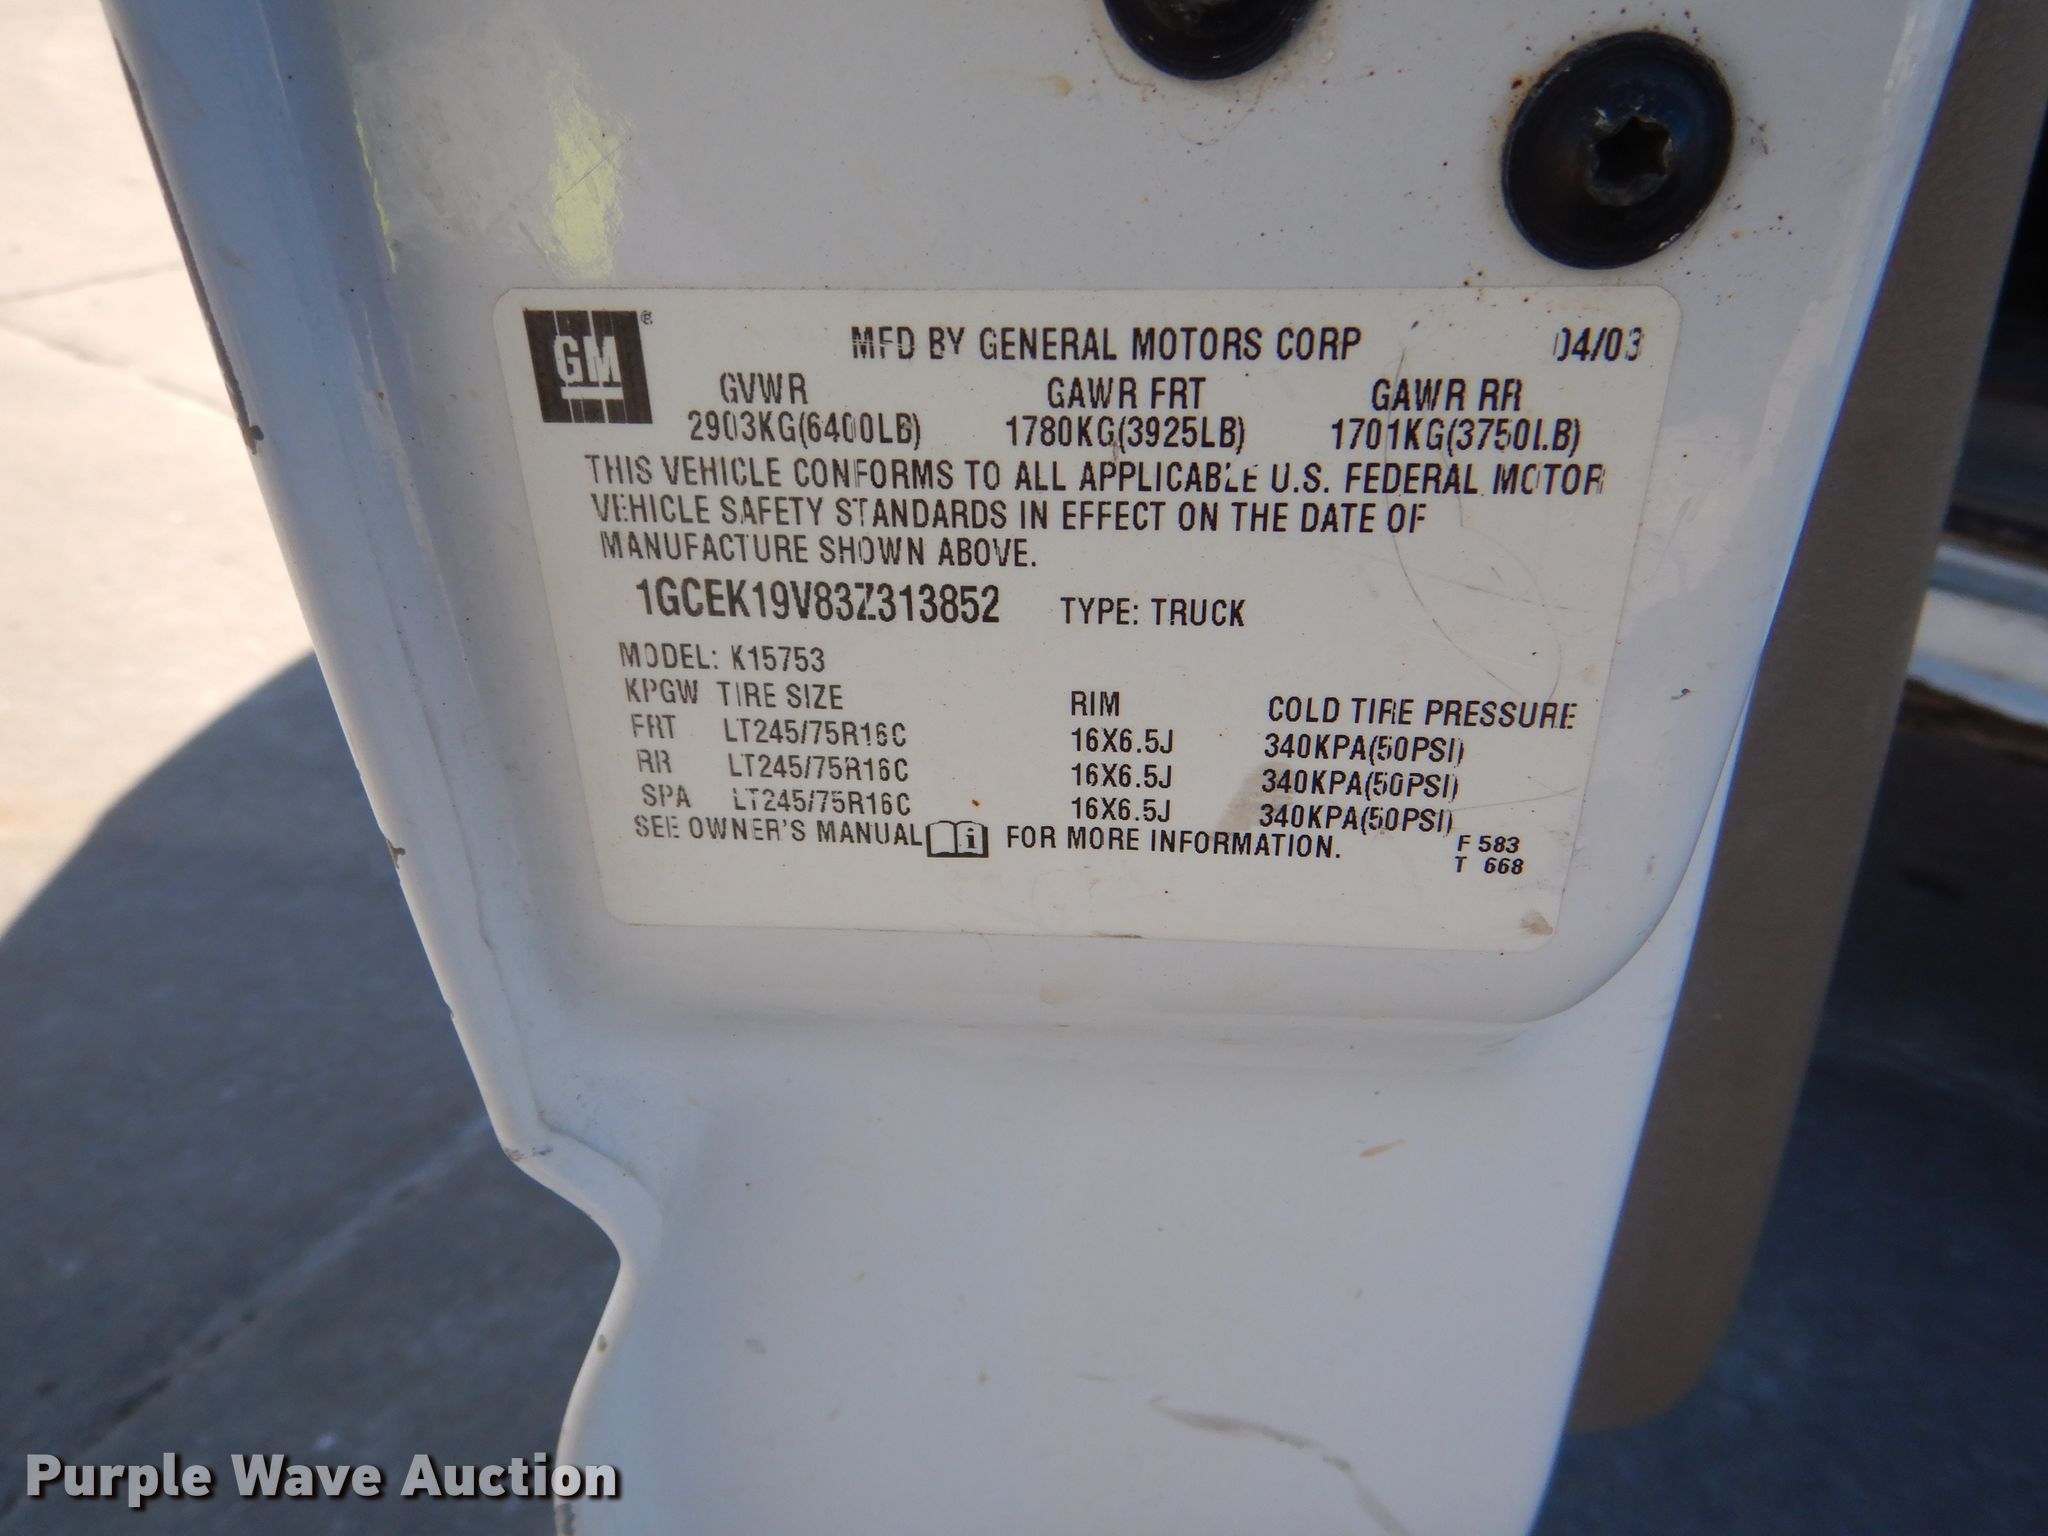 GM ®
MFD BY GENERAL MOTORS CORP 04/03
GVWR GAWR FRT GAWR RR
2903KG(6400LB) 1780KG(3925LB) 1701KG(3750LB)
THIS VEHICLE CONFORMS TO ALL APPLICABLE U.S. FEDERAL MOTOR
VEHICLE SAFETY STANDARDS IN EFFECT ON THE DATE OF
MANUFACTURE SHOWN ABOVE.
1GCEK19V83Z313852 TYPE: TRUCK
MODEL: K15753
KPGW TIRE SIZE RIM COLD TIRE PRESSURE
FRT LT245/75R16C 16X6.5J 340KPA(50PSI)
RR LT245/75R16C 16X6.5J 340KPA(50PSI)
SPA LT245/75R16C 16X6.5J 340KPA(50PSI)
SEE OWNER'S MANUAL i FOR MORE INFORMATION.
F 583
T 668
Purple Wave Auction